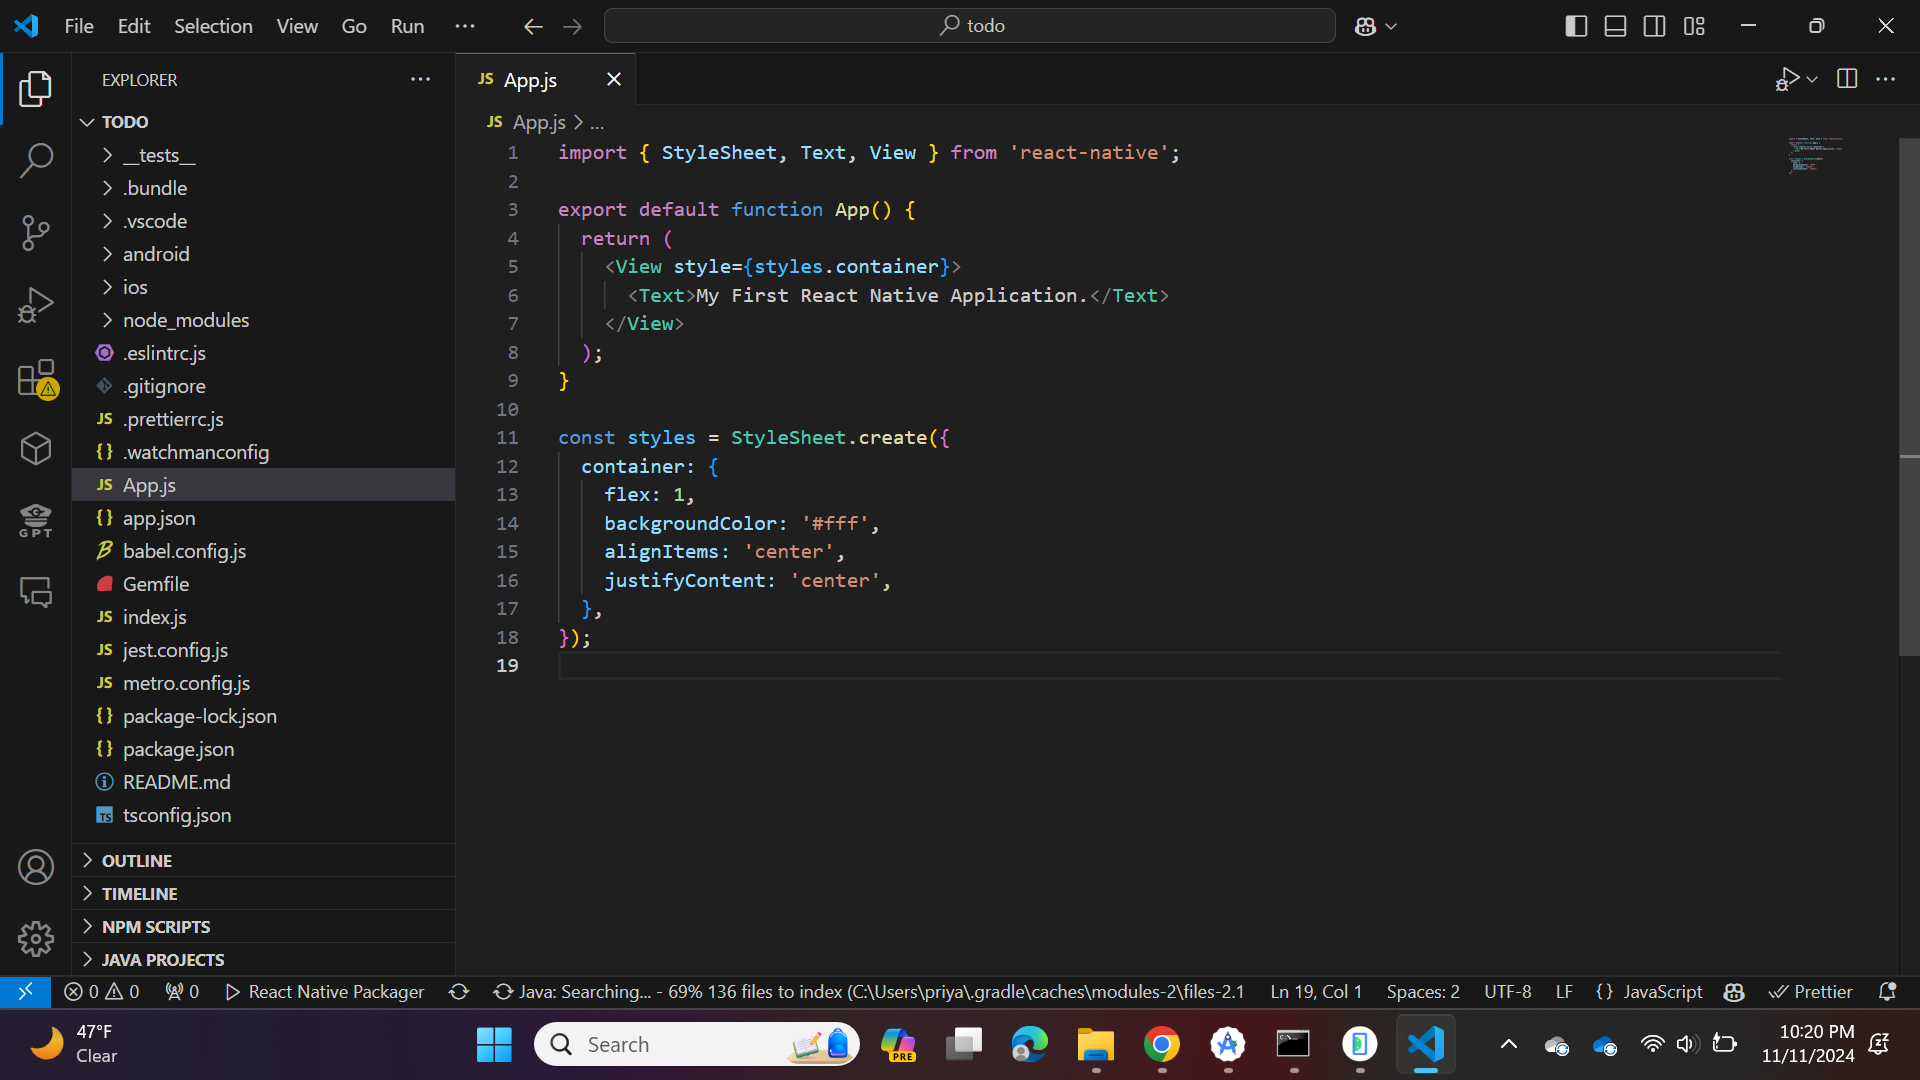 File Edit Selection View Go Run ... todo
EXPLORER ...
TODO
__tests__
.bundle
.vscode
android
ios
node_modules
.eslintrc.js
.gitignore
JS .prettierrc.js
{} .watchmanconfig
JS App.js
{} app.json
babel.config.js
Gemfile
JS index.js
JS jest.config.js
JS metro.config.js
{} package-lock.json
{} package.json
README.md
TS tsconfig.json
OUTLINE
TIMELINE
NPM SCRIPTS
JAVA PROJECTS
GPT
JS App.js
JS App.js > ...
1 import { StyleSheet, Text, View } from 'react-native';
2
3 export default function App() {
4 return (
5 <View style={styles.container}>
6 <Text>My First React Native Application.</Text>
7 </View>
8 );
9 }
10
11 const styles = StyleSheet.create({
12 container: {
13 flex: 1,
14 backgroundColor: '#fff',
15 alignItems: 'center',
16 justifyContent: 'center',
17 },
18 });
19
0 0 0 React Native Packager Java: Searching... - 69% 136 files to index (C:\Users\priya\.gradle\caches\modules-2\files-2.1 Ln 19, Col 1 Spaces: 2 UTF-8 LF {} JavaScript Prettier
47°F
Clear
Search
PRE
10:20 PM
11/11/2024